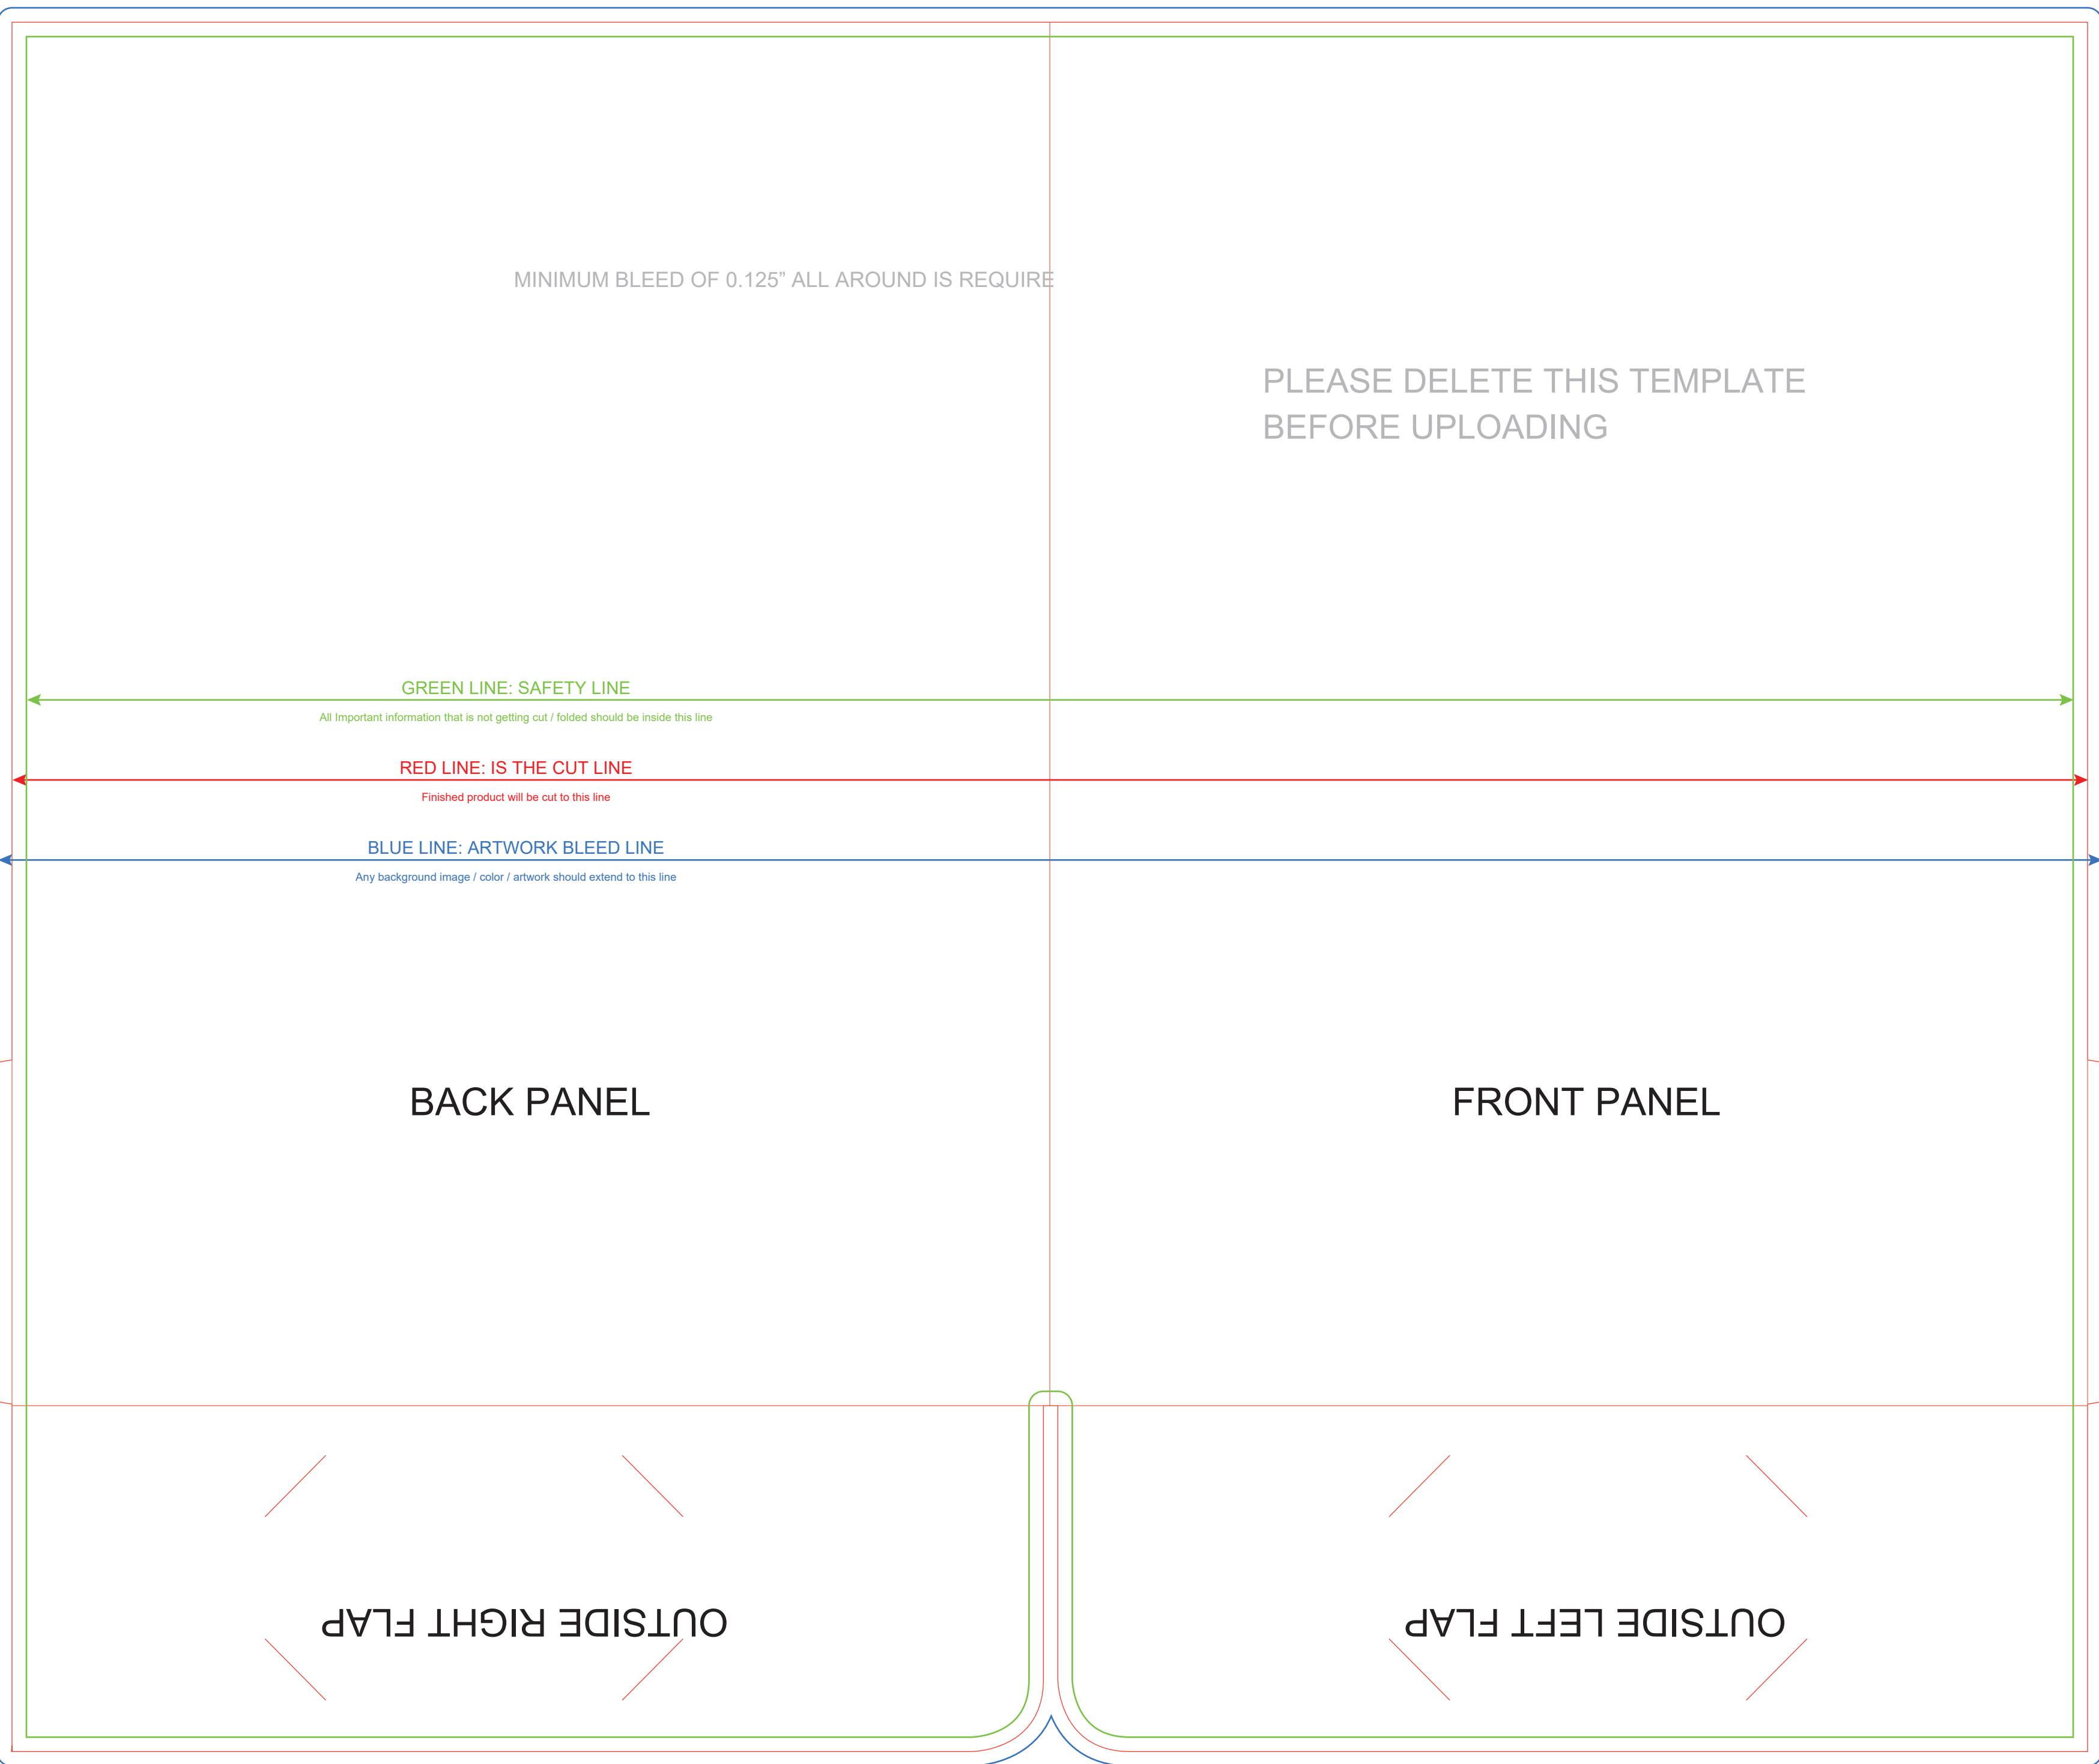 MINIMUM BLEED OF 0.125” ALL AROUND IS REQUIRE
PLEASE DELETE THIS TEMPLATE
BEFORE UPLOADING
GREEN LINE: SAFETY LINE
All Important information that is not getting cut / folded should be inside this line
RED LINE: IS THE CUT LINE
Finished product will be cut to this line
BLUE LINE: ARTWORK BLEED LINE
Any background image / color / artwork should extend to this line
BACK PANEL
FRONT PANEL
OUTSIDE RIGHT FLAP
OUTSIDE LEFT FLAP